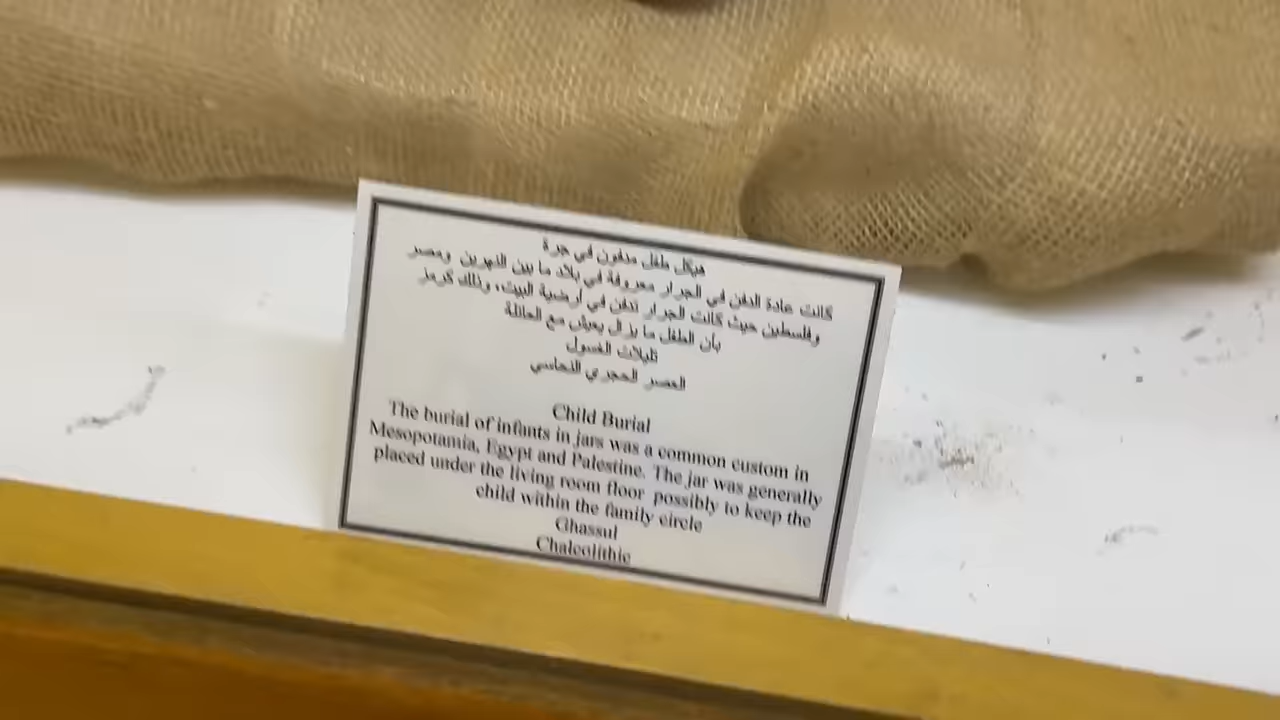 هيكل طفل مدفون في جرة
كانت عادة الدفن في الجرار معروفة في بلاد ما بين النهرين ومصر
وفلسطين حيث كانت الجرار تدفن في أرضية البيت، وذلك كرمز
بأن الطفل ما يزال يعيش مع العائلة
تليلات الغسول
العصر الحجري النحاسي
Child Burial
The burial of infants in jars was a common custom in
Mesopotamia, Egypt and Palestine. The jar was generally
placed under the living room floor possibly to keep the
child within the family circle
Ghassul
Chalcolithic